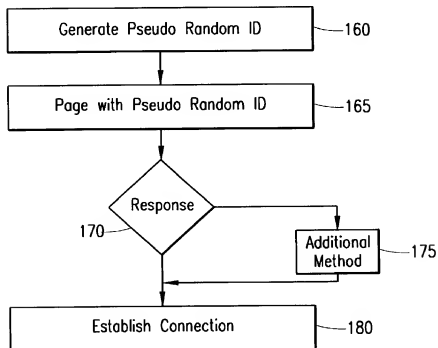 Generate Pseudo Random ID
160
Page with Pseudo Random ID
165
Response
170
Additional
Method
175
Establish Connection
180